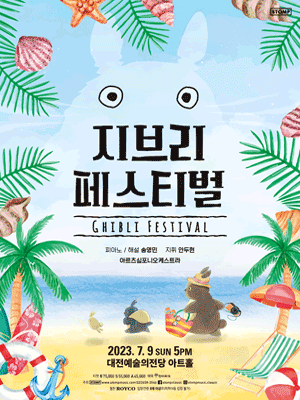 STOMP
지브리
페스티벌
GHIBLI FESTIVAL
피아노 / 해설 송영민 지휘 안두현
아르츠심포니오케스트라
2023. 7. 9 SUN 5PM
대전예술의전당 아트홀